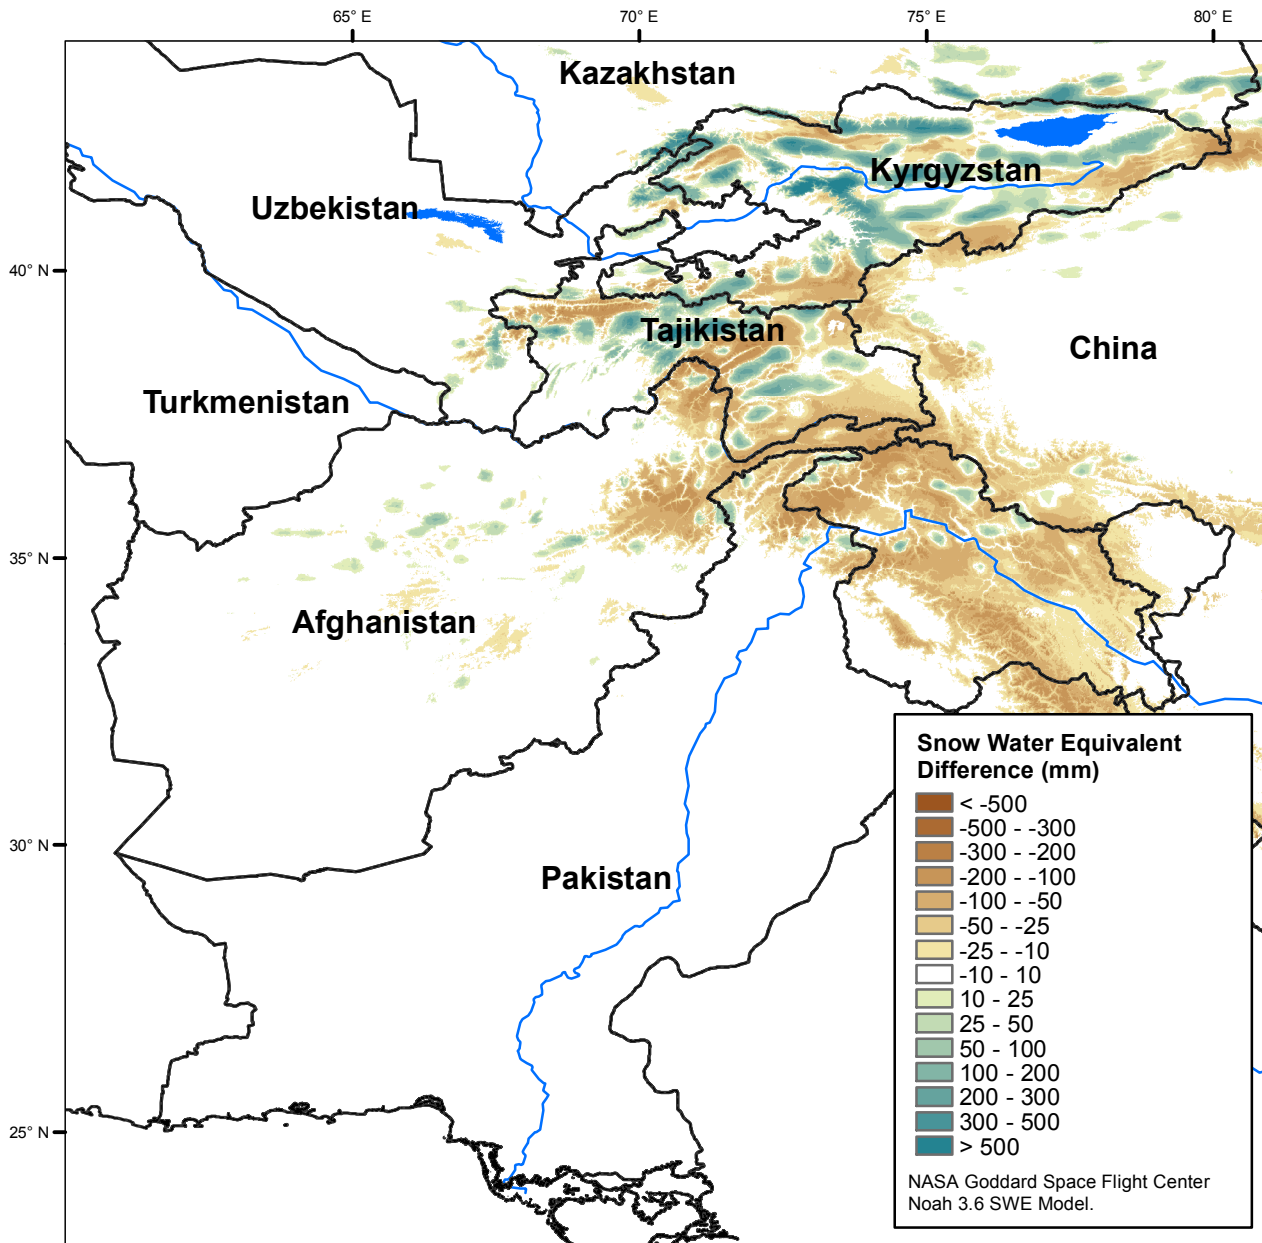 65° E
70° E
75° E
80° E
Kazakhstan
Kyrgyzstan
Uzbekistan
40° N
Tajikistan
China
Turkmenistan
35° N
Afghanistan
Snow Water Equivalent
Difference (mm)
< -500
-500 - -300
-300 - -200
-200 - -100
-100 - -50
-50 - -25
-25 - -10
-10 - 10
10 - 25
25 - 50
50 - 100
100 - 200
200 - 300
300 - 500
> 500
NASA Goddard Space Flight Center
Noah 3.6 SWE Model.
30° N
Pakistan
25° N